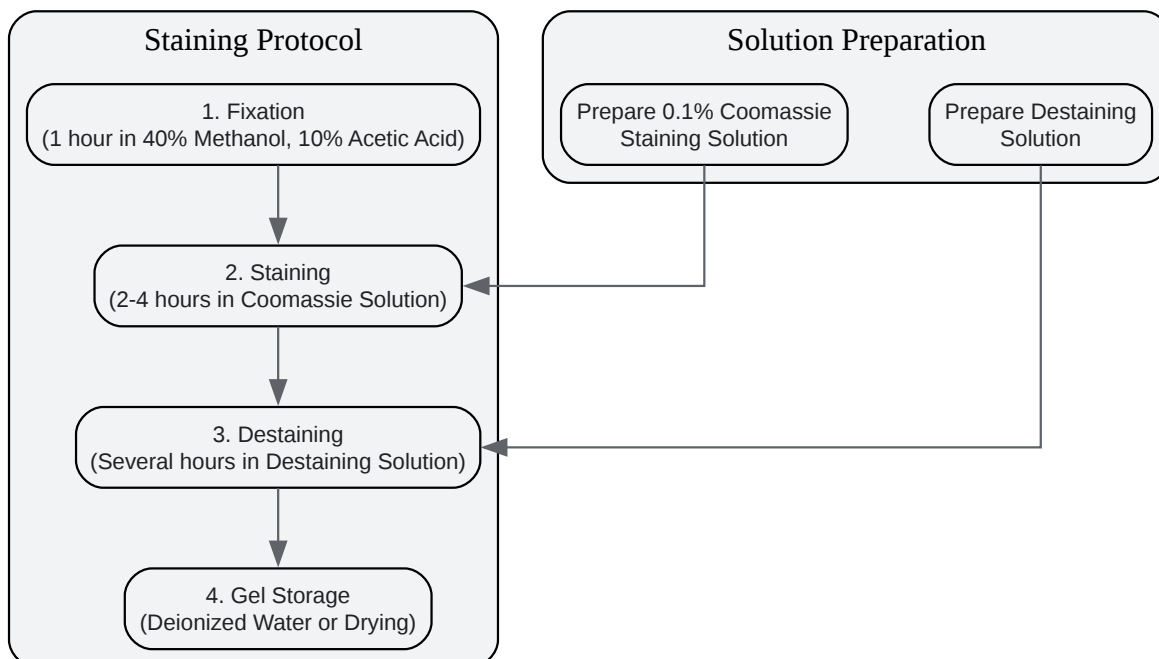 Staining Protocol
1. Fixation
(1 hour in 40% Methanol, 10% Acetic Acid)
2. Staining
(2-4 hours in Coomassie Solution)
3. Destaining
(Several hours in Destaining Solution)
4. Gel Storage
(Deionized Water or Drying)
Solution Preparation
Prepare 0.1% Coomassie
Staining Solution
Prepare Destaining
Solution